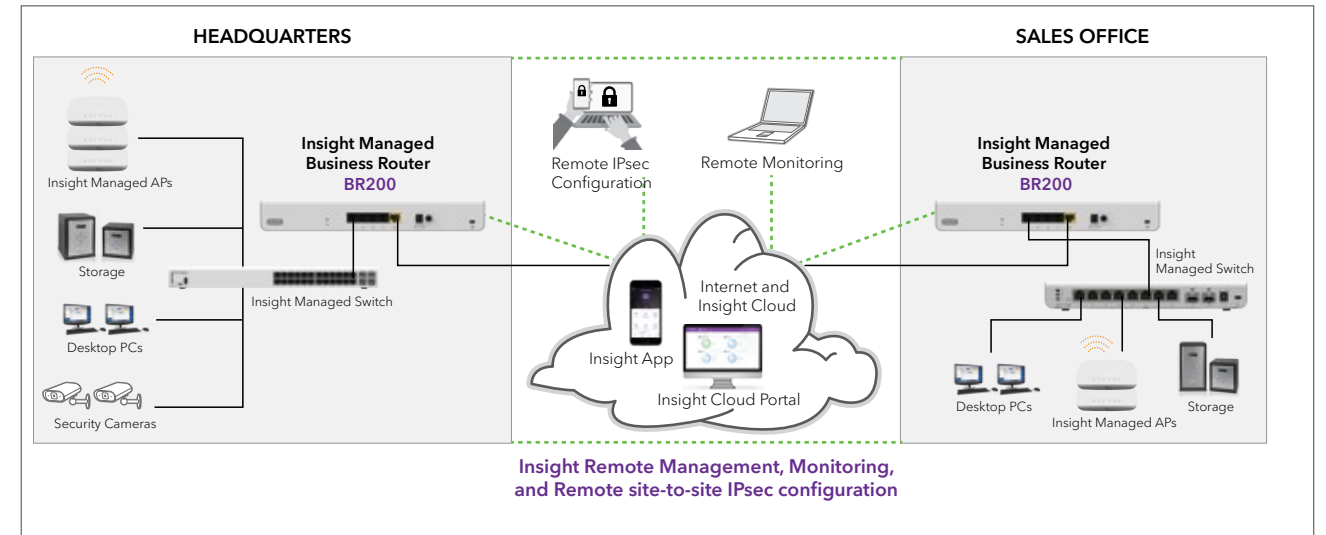 HEADQUARTERS
SALES OFFICE
Insight Managed APs
Storage
Desktop PCs
Security Cameras
Insight Managed
Business Router
BR200
Insight Managed Switch
Remote IPsec
Configuration
Remote Monitoring
Internet and
Insight Cloud
Insight App
Insight Cloud Portal
Insight Managed
Business Router
BR200
Insight
Managed Switch
Desktop PCs
Insight Managed APs
Storage
Insight Remote Management, Monitoring,
and Remote site-to-site IPsec configuration